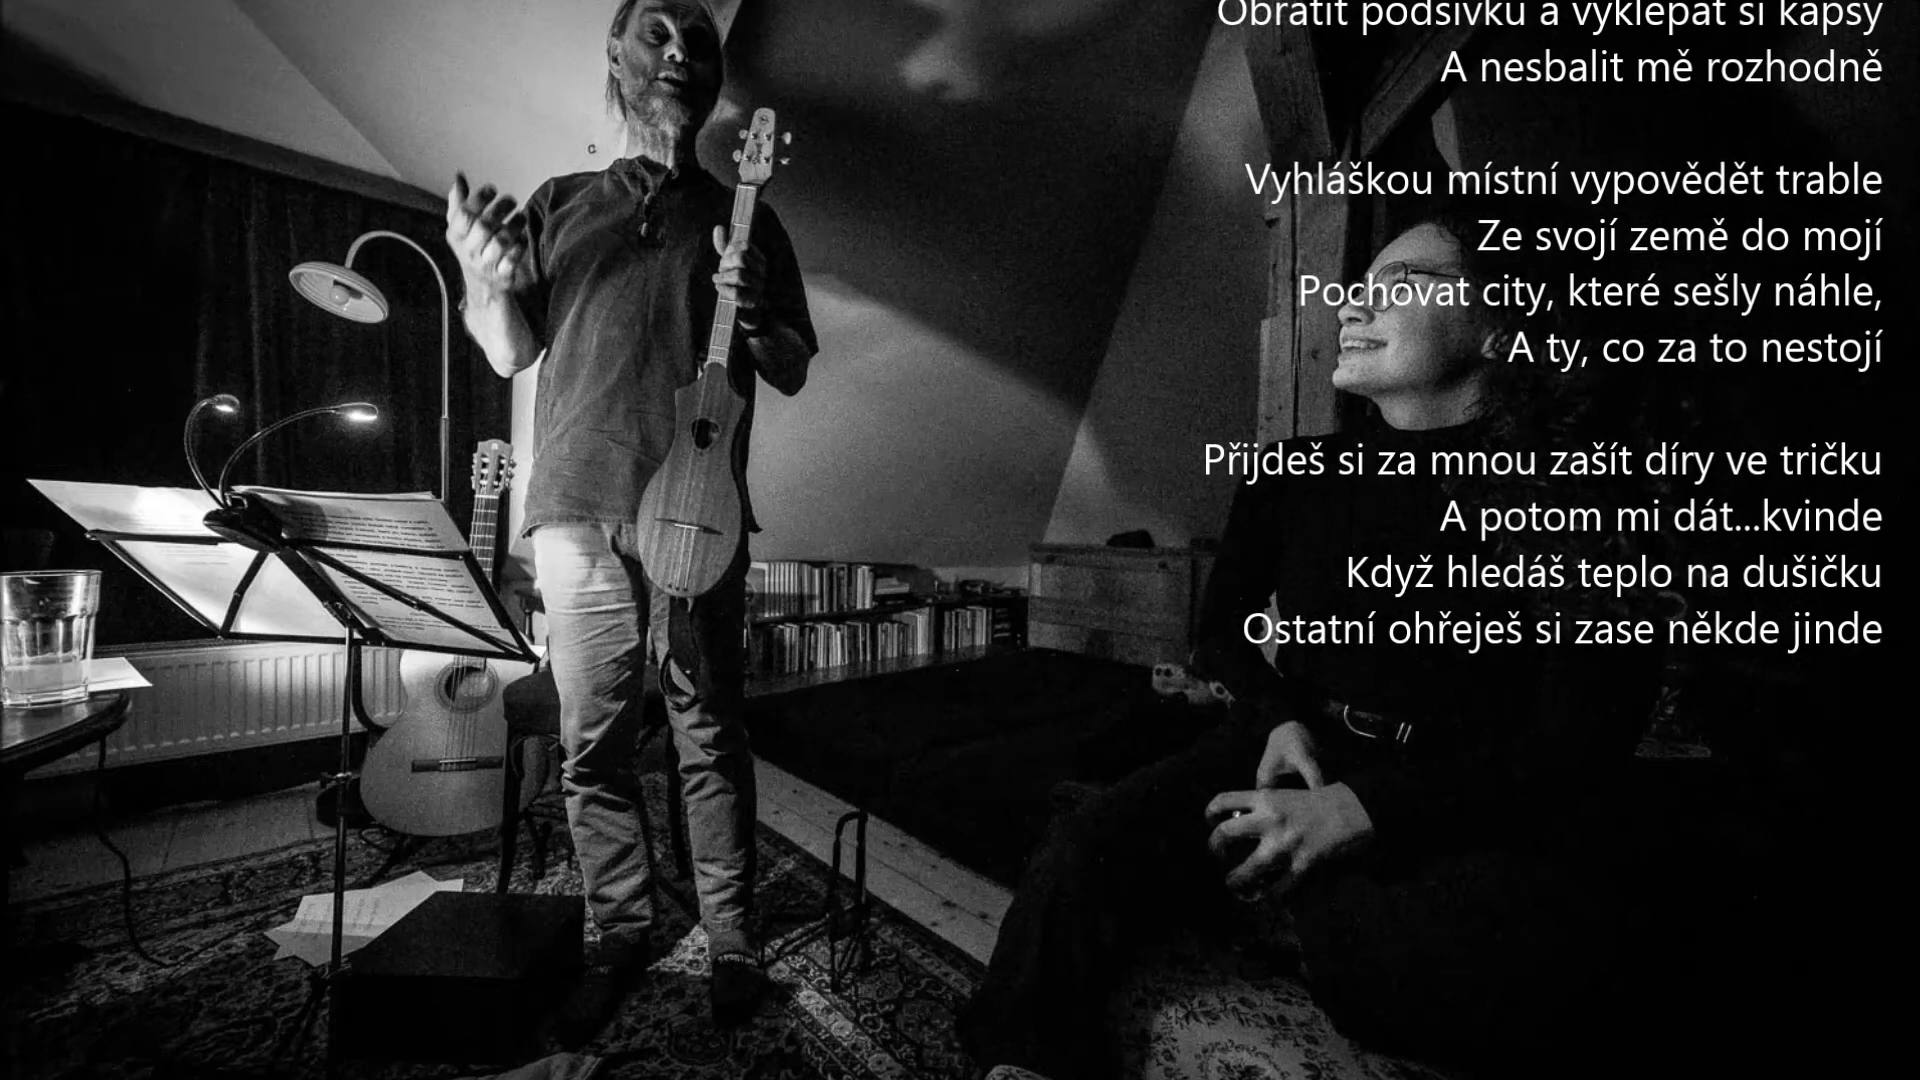 Obrátit podšívku a vyklepat si kapsy
A nesbalit mě rozhodně
Vyhláškou místní vypovědět trable
Ze svojí země do mojí
Pochovat city, které sešly náhle,
A ty, co za to nestojí
Přijdeš si za mnou zašít díry ve tričku
A potom mi dát...kvinde
Když hledáš teplo na dušičku
Ostatní ohřeješ si zase někde jinde